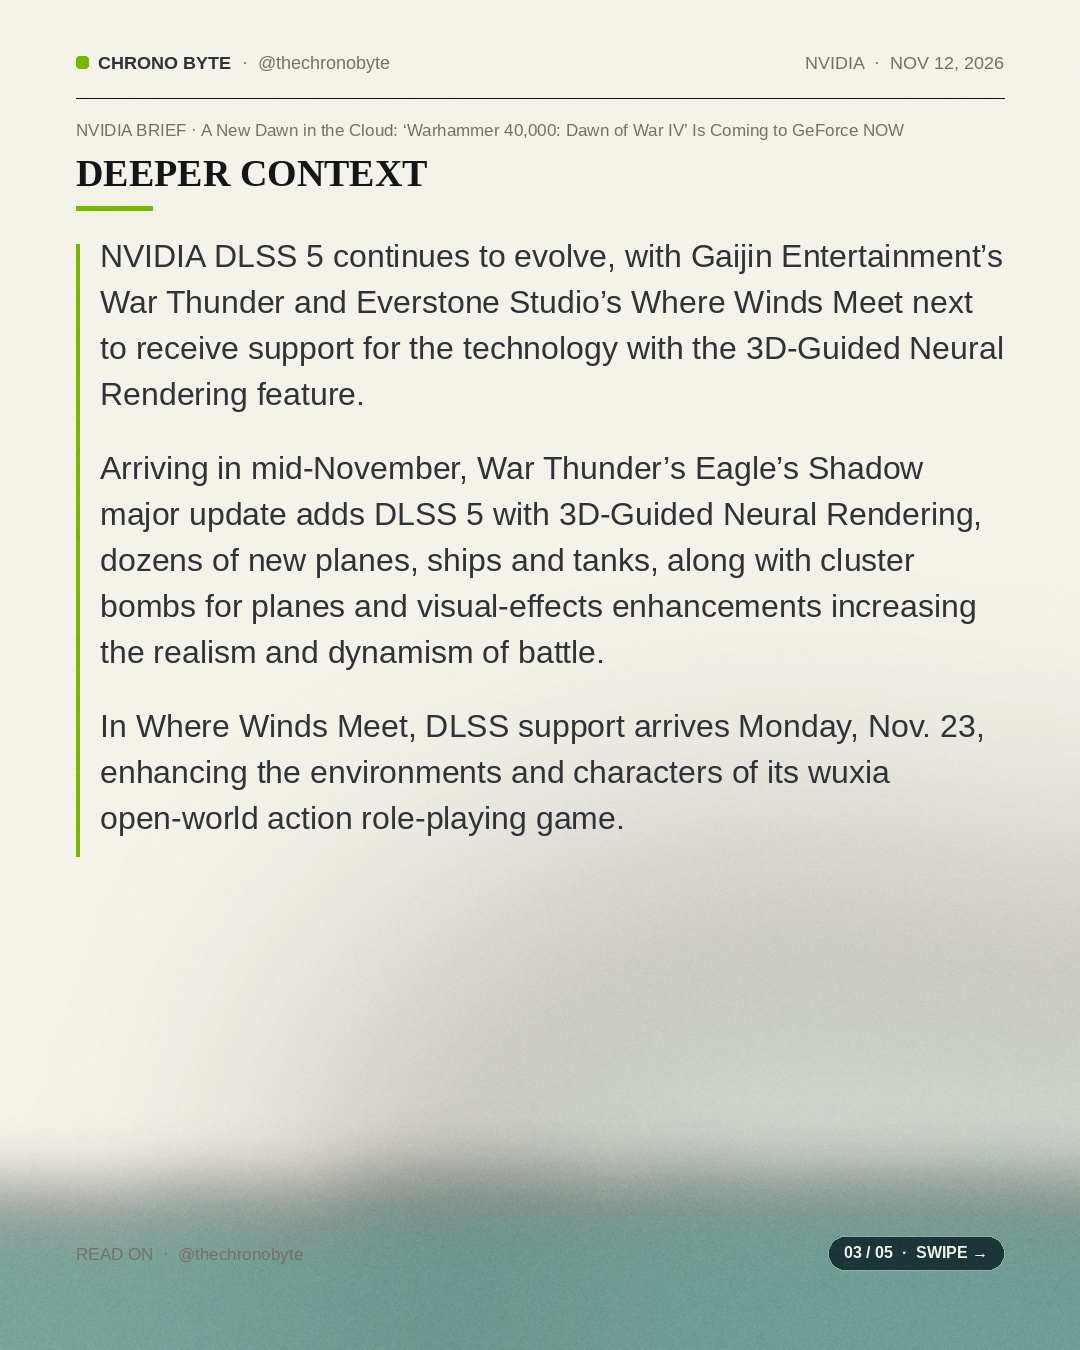 CHRONO BYTE · @thechronobyte
NVIDIA · NOV 12, 2026
NVIDIA BRIEF · A New Dawn in the Cloud: ‘Warhammer 40,000: Dawn of War IV’ Is Coming to GeForce NOW
DEEPER CONTEXT
NVIDIA DLSS 5 continues to evolve, with Gaijin Entertainment’s
War Thunder and Everstone Studio’s Where Winds Meet next
to receive support for the technology with the 3D-Guided Neural
Rendering feature.
Arriving in mid-November, War Thunder’s Eagle’s Shadow
major update adds DLSS 5 with 3D-Guided Neural Rendering,
dozens of new planes, ships and tanks, along with cluster
bombs for planes and visual-effects enhancements increasing
the realism and dynamism of battle.
In Where Winds Meet, DLSS support arrives Monday, Nov. 23,
enhancing the environments and characters of its wuxia
open-world action role-playing game.
READ ON · @thechronobyte
03 / 05 · SWIPE →